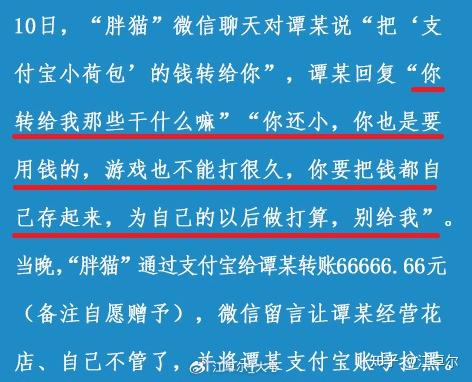 10日，“胖猫”微信聊天对谭某说“把‘支
付宝小荷包’的钱转给你”，谭某回复“你
转给我那些干什么嘛”“你还小，你也是要
用钱的，游戏也不能打很久，你要把钱都自
己存起来，为自己的以后做打算，别给我”。
当晚，“胖猫”通过支付宝给谭某转账66666.66元
（备注自愿赠予），微信留言让谭某经营花
店、自己不管了，并将谭某支付宝账号拉黑。